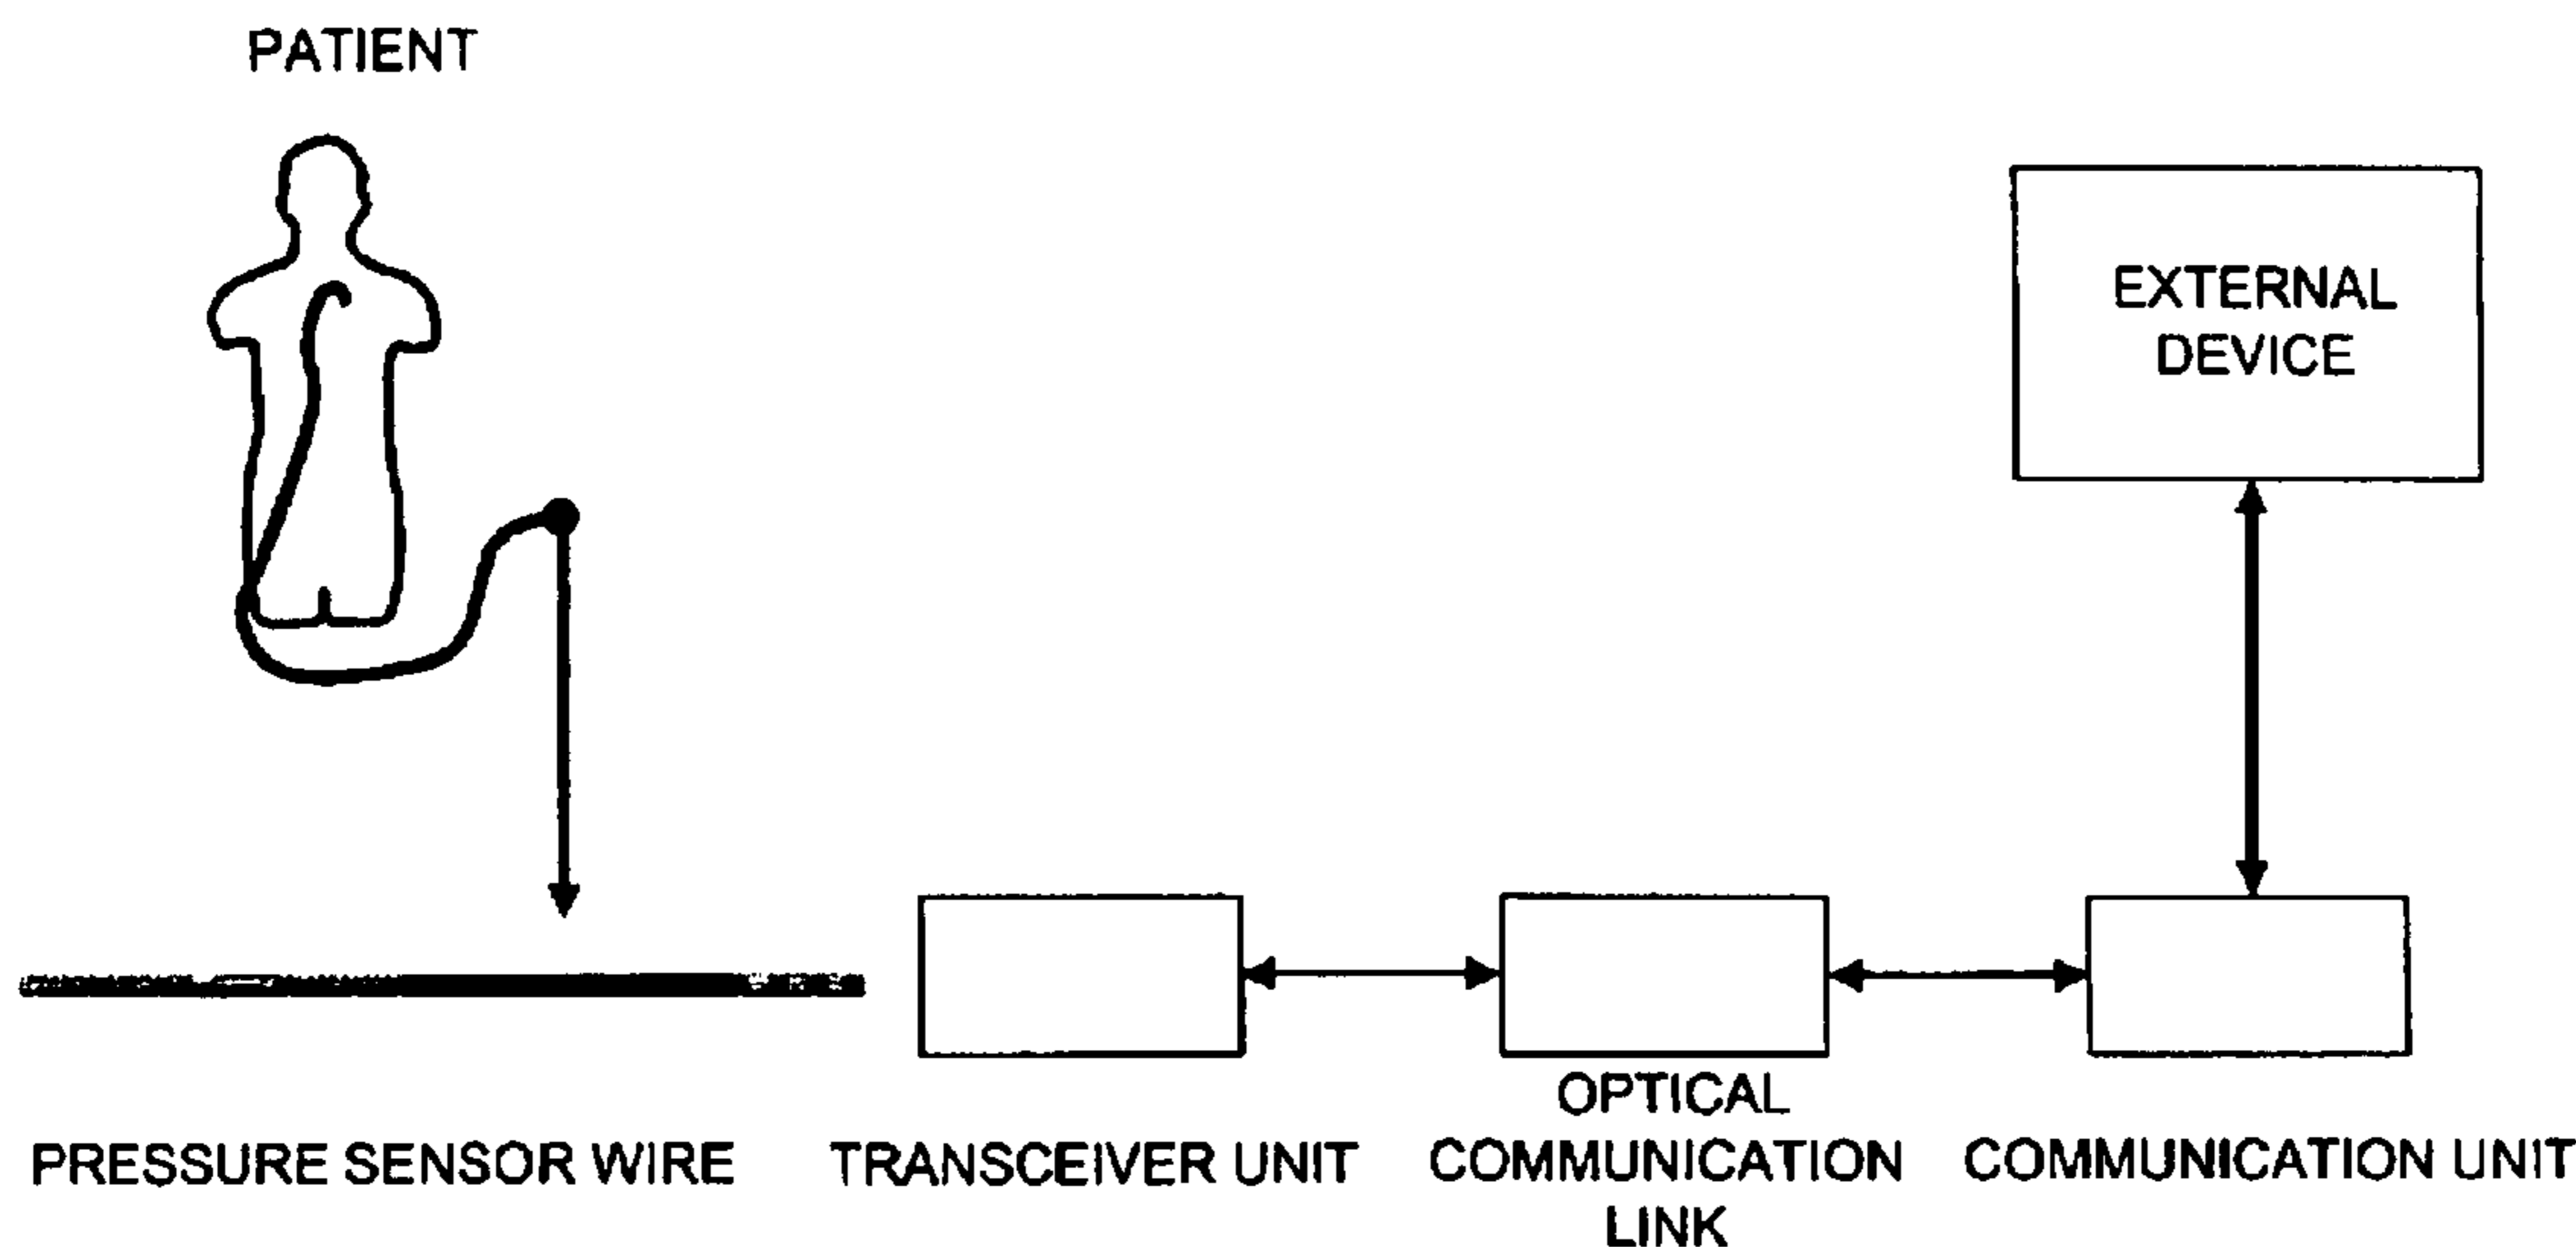 PATIENT
EXTERNAL
DEVICE
PRESSURE SENSOR WIRE
TRANSCEIVER UNIT
OPTICAL
COMMUNICATION
LINK
COMMUNICATION UNIT